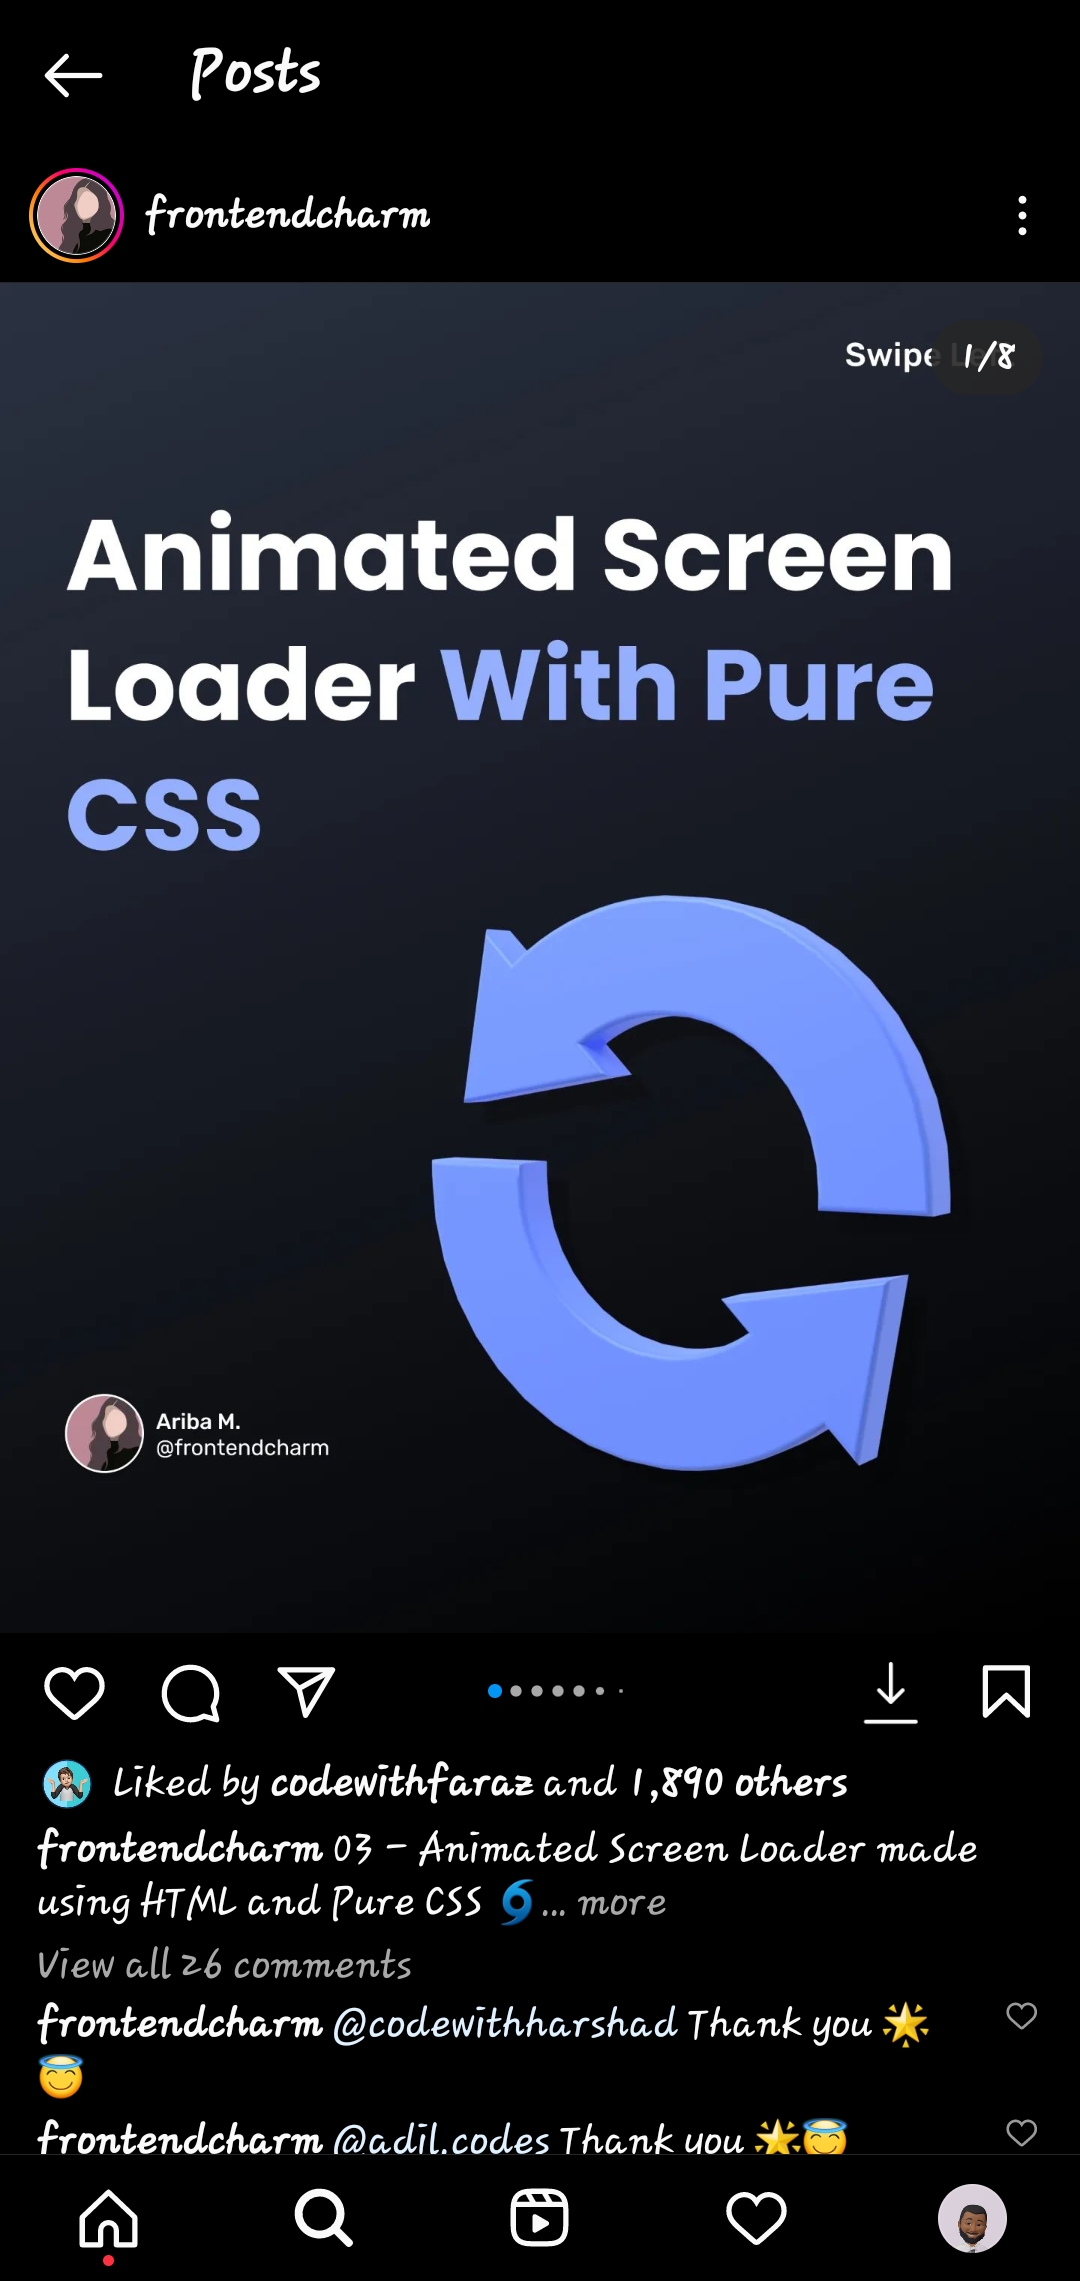 Posts
frontendcharm
Swipe
1/8
Animated Screen
Loader With Pure
CSS
Ariba M.
@frontendcharm
Liked by codewithfaraz and 1,890 others
frontendcharm 03 - Animated Screen Loader made
using HTML and Pure CSS 🌀... more
View all 26 comments
frontendcharm @codewithharshad Thank you 🌟
😇
frontendcharm @adil.codes Thank you 🌟😇